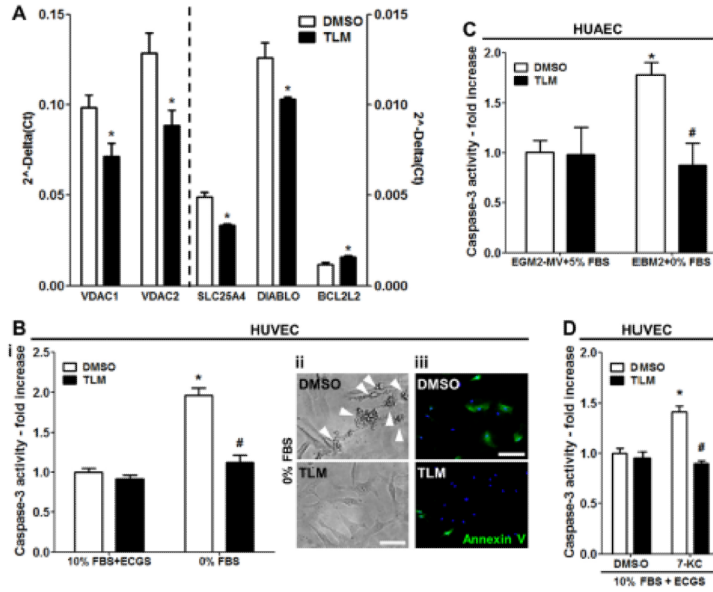 A
0.15
0.10
0.05
0.00
2^-Delta(Ct)
DMSO
TLM
0.015
0.010
0.005
0.000
2^-Delta(Ct)
*
*
*
*
*
VDAC1 VDAC2 SLC25A4 DIABLO BCL2L2
C
HUAEC
Caspase-3 activity - fold increase
2.0
1.5
1.0
0.5
0.0
DMSO
TLM
*
#
EGM2-MV+5% FBS EBM2+0% FBS
B
HUVEC
i
Caspase-3 activity - fold increase
2.5
2.0
1.5
1.0
0.5
0.0
DMSO
TLM
*
#
10% FBS+ECGS 0% FBS
ii
0% FBS
DMSO
TLM
iii
DMSO
TLM
Annexin V
D
HUVEC
Caspase-3 activity - fold increase
2.0
1.5
1.0
0.5
0.0
DMSO
TLM
*
#
DMSO 7-KC
10% FBS + ECGS